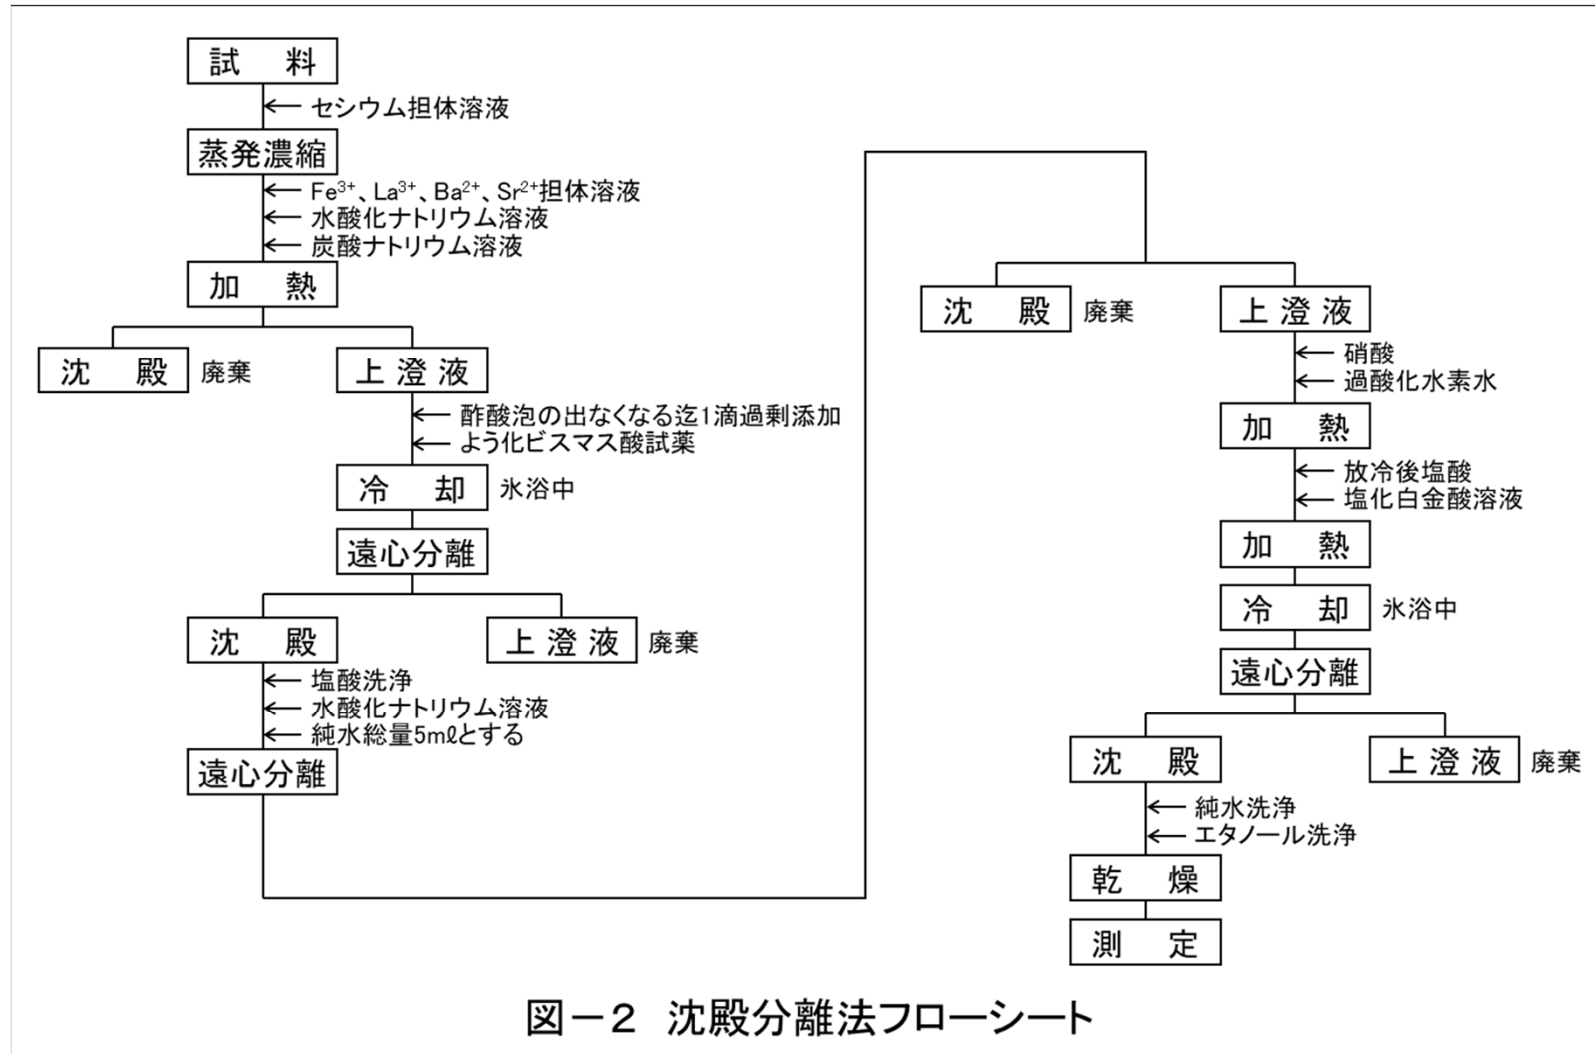 試　料
セシウム担体溶液
蒸発濃縮
Fe³⁺、La³⁺、Ba²⁺、Sr²⁺担体溶液
水酸化ナトリウム溶液
炭酸ナトリウム溶液
加　熱
沈　殿 廃棄
上澄液
酢酸泡の出なくなる迄1滴過剰添加
よう化ビスマス酸試薬
冷　却 氷浴中
遠心分離
沈　殿
上澄液 廃棄
塩酸洗浄
水酸化ナトリウム溶液
純水総量5mℓとする
遠心分離
沈　殿 廃棄
上澄液
硝酸
過酸化水素水
加　熱
放冷後塩酸
塩化白金酸溶液
加　熱
冷　却 氷浴中
遠心分離
沈　殿
上澄液 廃棄
純水洗浄
エタノール洗浄
乾　燥
測　定
図－２　沈殿分離法フローシート